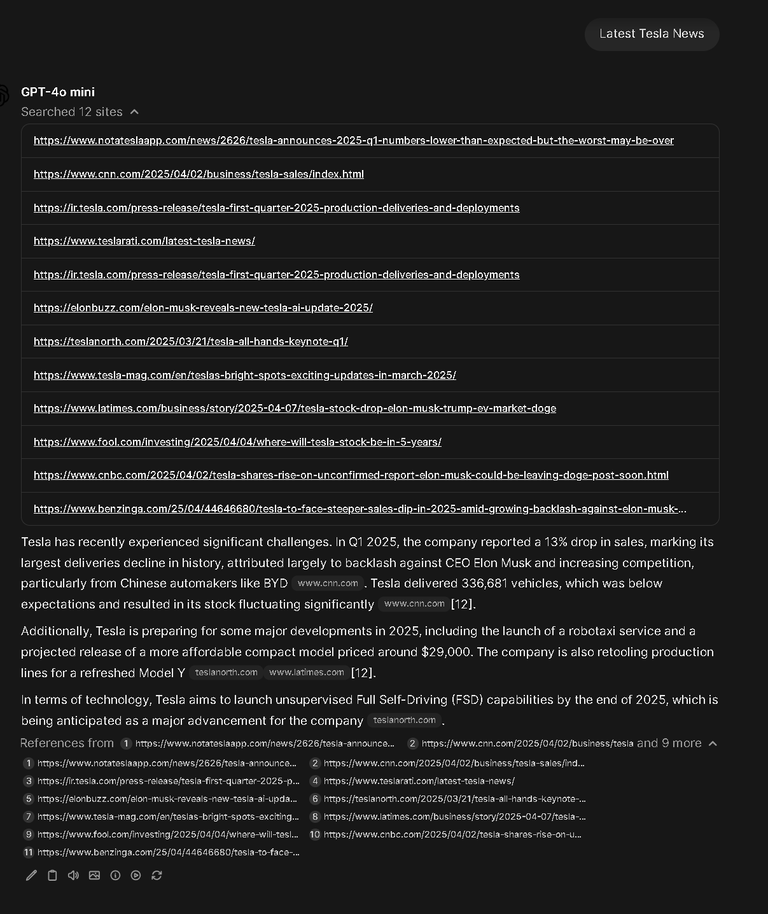 Latest Tesla News
GPT-4o mini
Searched 12 sites
https://www.notateslaapp.com/news/2626/tesla-announces-2025-q1-numbers-lower-than-expected-but-the-worst-may-be-over
https://www.cnn.com/2025/04/02/business/tesla-sales/index.html
https://ir.tesla.com/press-release/tesla-first-quarter-2025-production-deliveries-and-deployments
https://www.teslarati.com/latest-tesla-news/
https://ir.tesla.com/press-release/tesla-first-quarter-2025-production-deliveries-and-deployments
https://elonbuzz.com/elon-musk-reveals-new-tesla-ai-update-2025/
https://teslanorth.com/2025/03/21/tesla-all-hands-keynote-q1/
https://www.tesla-mag.com/en/teslas-bright-spots-exciting-updates-in-march-2025/
https://www.latimes.com/business/story/2025-04-07/tesla-stock-drop-elon-musk-trump-ev-market-doge
https://www.fool.com/investing/2025/04/04/where-will-tesla-stock-be-in-5-years/
https://www.cnbc.com/2025/04/02/tesla-shares-rise-on-unconfirmed-report-elon-musk-could-be-leaving-doge-post-soon.html
https://www.benzinga.com/25/04/44646680/tesla-to-face-steeper-sales-dip-in-2025-amid-growing-backlash-against-elon-musk-...
Tesla has recently experienced significant challenges. In Q1 2025, the company reported a 13% drop in sales, marking its
largest deliveries decline in history, attributed largely to backlash against CEO Elon Musk and increasing competition,
particularly from Chinese automakers like BYD www.cnn.com . Tesla delivered 336,681 vehicles, which was below
expectations and resulted in its stock fluctuating significantly www.cnn.com [12].
Additionally, Tesla is preparing for some major developments in 2025, including the launch of a robotaxi service and a
projected release of a more affordable compact model priced around $29,000. The company is also retooling production
lines for a refreshed Model Y teslanorth.com www.latimes.com [12].
In terms of technology, Tesla aims to launch unsupervised Full Self-Driving (FSD) capabilities by the end of 2025, which is
being anticipated as a major advancement for the company teslanorth.com .
References from 1 https://www.notateslaapp.com/news/2626/tesla-announce... 2 https://www.cnn.com/2025/04/02/business/tesla and 9 more
1 https://www.notateslaapp.com/news/2626/tesla-announce... 2 https://www.cnn.com/2025/04/02/business/tesla-sales/ind...
3 https://ir.tesla.com/press-release/tesla-first-quarter-2025-p... 4 https://www.teslarati.com/latest-tesla-news/
5 https://elonbuzz.com/elon-musk-reveals-new-tesla-ai-upda... 6 https://teslanorth.com/2025/03/21/tesla-all-hands-keynote-...
7 https://www.tesla-mag.com/en/teslas-bright-spots-exciting... 8 https://www.latimes.com/business/story/2025-04-07/tesla-...
9 https://www.fool.com/investing/2025/04/04/where-will-tesl... 10 https://www.cnbc.com/2025/04/02/tesla-shares-rise-on-u...
11 https://www.benzinga.com/25/04/44646680/tesla-to-face-...